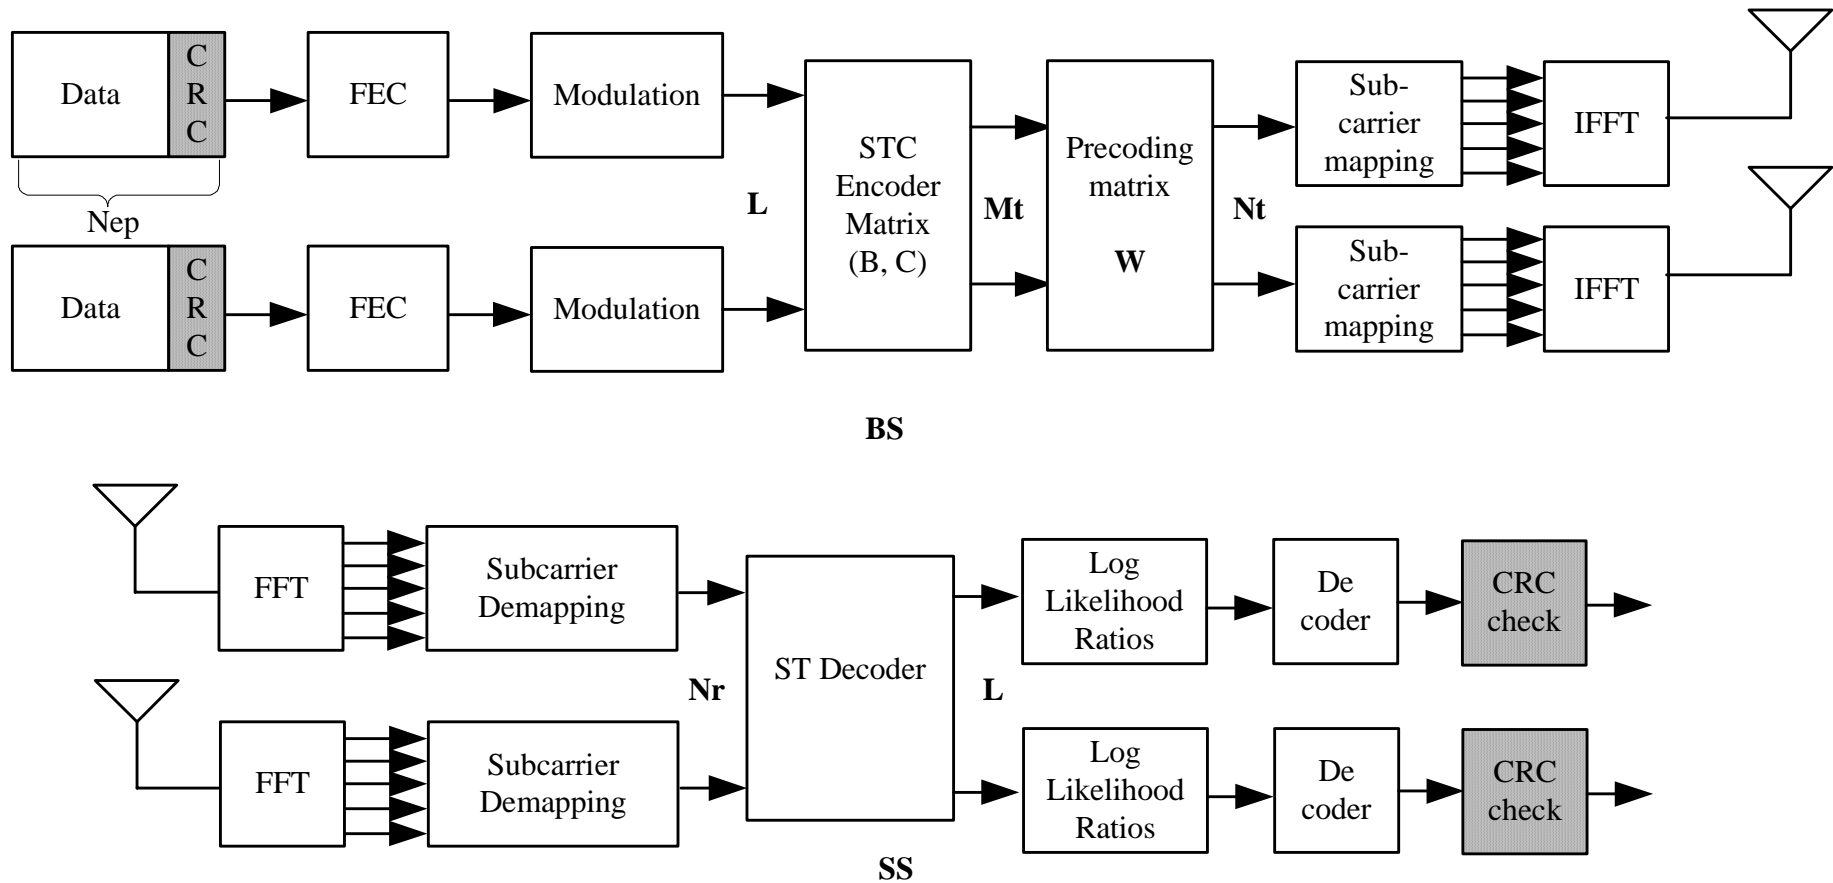 Data
C
R
C
FEC
Modulation
L
STC
Encoder
Matrix
(B, C)
Mt
Precoding
matrix
W
Nt
Sub-
carrier
mapping
IFFT
Nep
Data
C
R
C
FEC
Modulation
Sub-
carrier
mapping
IFFT
BS
FFT
Subcarrier
Demapping
Nr
ST Decoder
L
Log
Likelihood
Ratios
De
coder
CRC
check
FFT
Subcarrier
Demapping
Log
Likelihood
Ratios
De
coder
CRC
check
SS